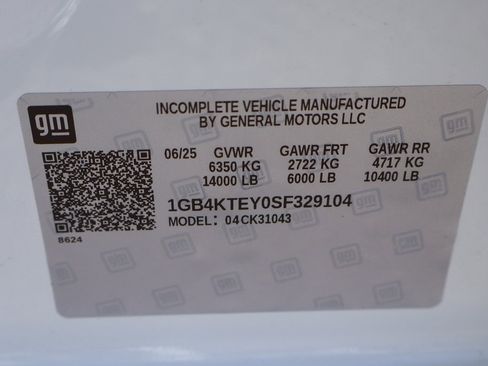 gm
INCOMPLETE VEHICLE MANUFACTURED
BY GENERAL MOTORS LLC
06/25 GVWR GAWR FRT GAWR RR
6350 KG 2722 KG 4717 KG
14000 LB 6000 LB 10400 LB
1GB4KTEY0SF329104
MODEL: 04CK31043
8624